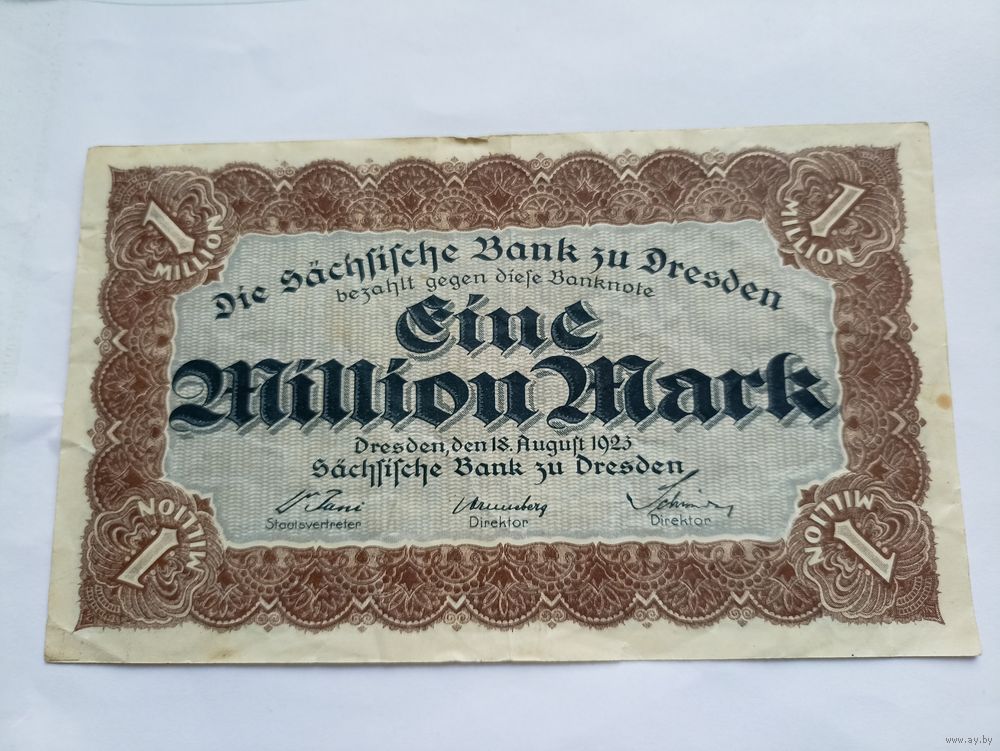 1
MILLION
1
MILLION
Die Sächsische Bank zu Dresden
bezahlt gegen diese Banknote
Eine
Million Mark
Dresden, den 18. August 1923
Sächsische Bank zu Dresden
Staatsvertreter
Direktor
Direktor
MILLION
1
MILLION
1
www.ay.by